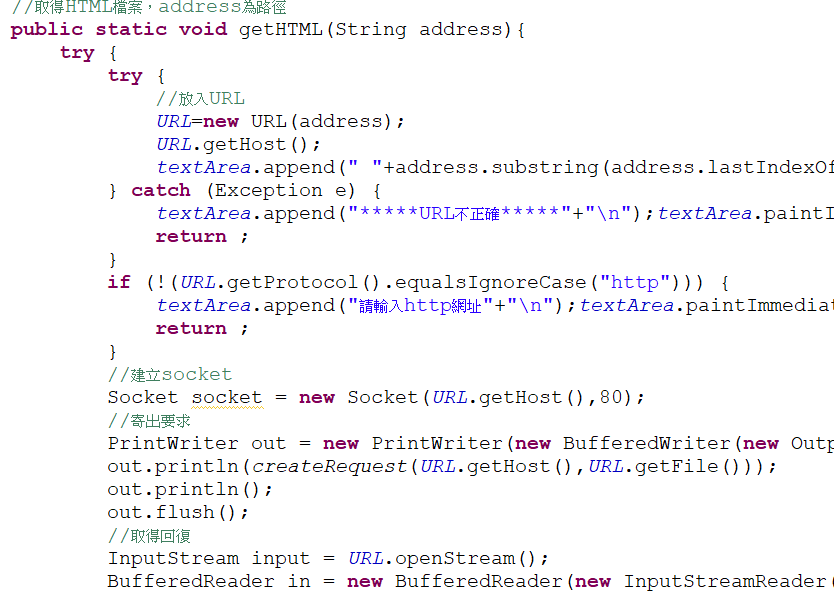 //取得HTML檔案，address為路徑
public static void getHTML(String address){
try {
try {
//放入URL
URL=new URL(address);
URL.getHost();
textArea.append(" "+address.substring(address.lastIndexOf
} catch (Exception e) {
textArea.append("*****URL不正確*****"+"\n");textArea.paintI
return ;
}
if (!(URL.getProtocol().equalsIgnoreCase("http"))) {
textArea.append("請輸入http網址"+"\n");textArea.paintImmediat
return ;
}
//建立socket
Socket socket = new Socket(URL.getHost(),80);
//寄出要求
PrintWriter out = new PrintWriter(new BufferedWriter(new Outp
out.println(createRequest(URL.getHost(),URL.getFile()));
out.println();
out.flush();
//取得回復
InputStream input = URL.openStream();
BufferedReader in = new BufferedReader(new InputStreamReader(